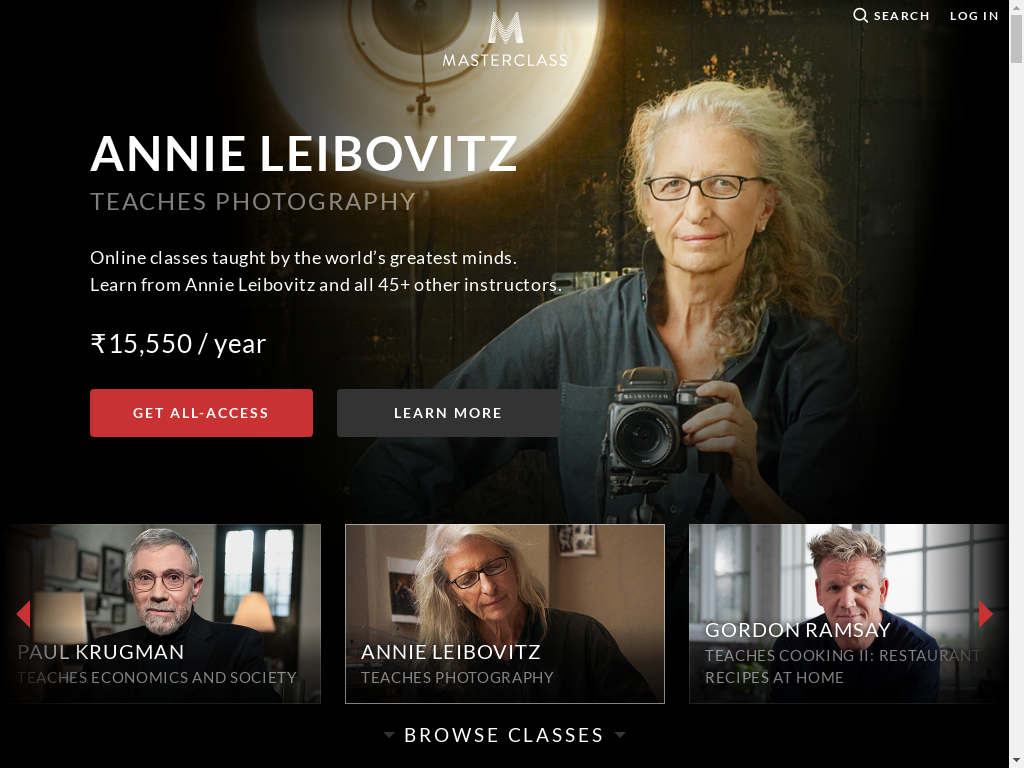 SEARCH
LOG IN
MASTERCLASS
ANNIE LEIBOVITZ
TEACHES PHOTOGRAPHY
Online classes taught by the world’s greatest minds.
Learn from Annie Leibovitz and all 45+ other instructors.
₹15,550 / year
GET ALL-ACCESS
LEARN MORE
PAUL KRUGMAN
TEACHES ECONOMICS AND SOCIETY
ANNIE LEIBOVITZ
TEACHES PHOTOGRAPHY
GORDON RAMSAY
TEACHES COOKING II: RESTAURANT
RECIPES AT HOME
BROWSE CLASSES